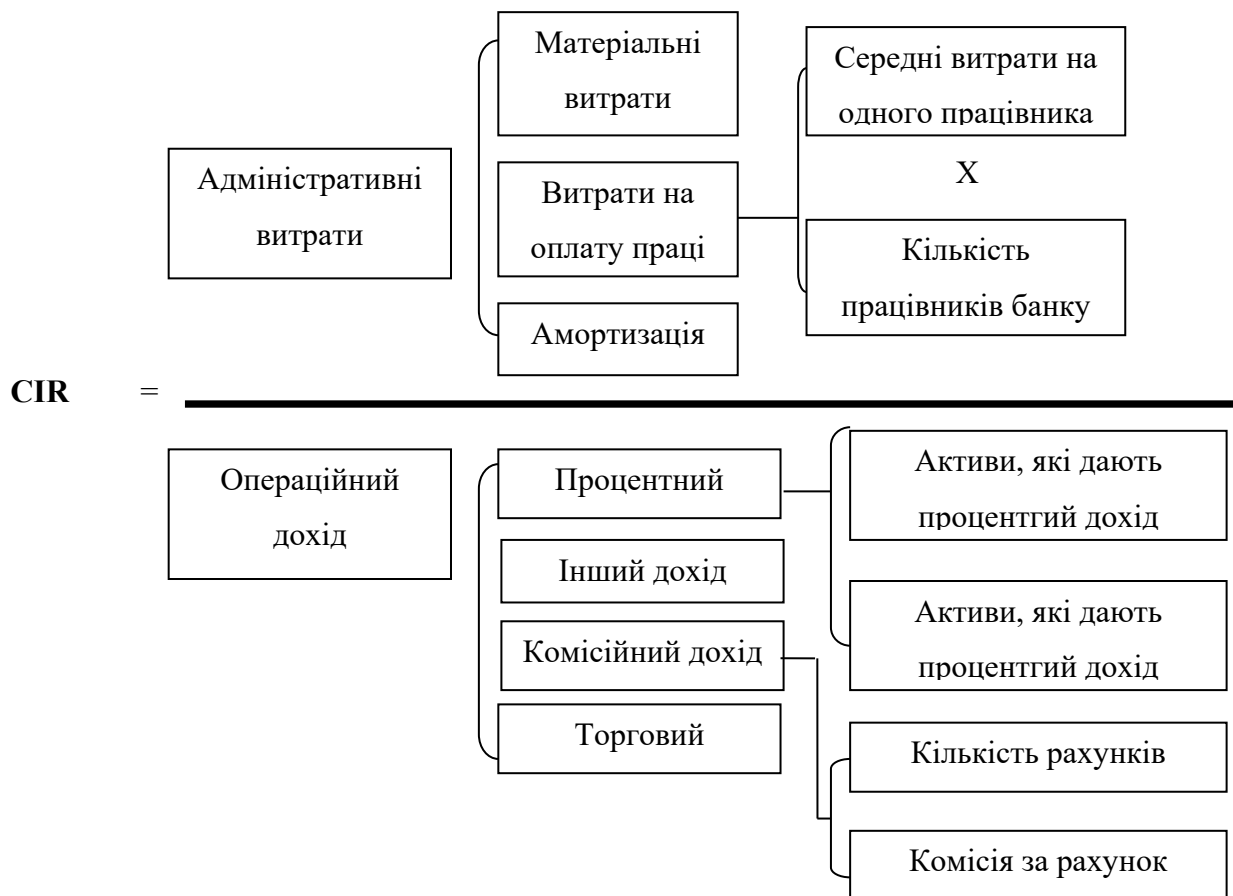 Матеріальні
витрати
Середні витрати на
одного працівника
Адміністративні
витрати
Витрати на
оплату праці
X
Кількість
працівників банку
Амортизація
CIR =
Операційний
дохід
Процентний
Активи, які дають
процентгий дохід
Інший дохід
Активи, які дають
процентгий дохід
Комісійний дохід
Торговий
Кількість рахунків
Комісія за рахунок